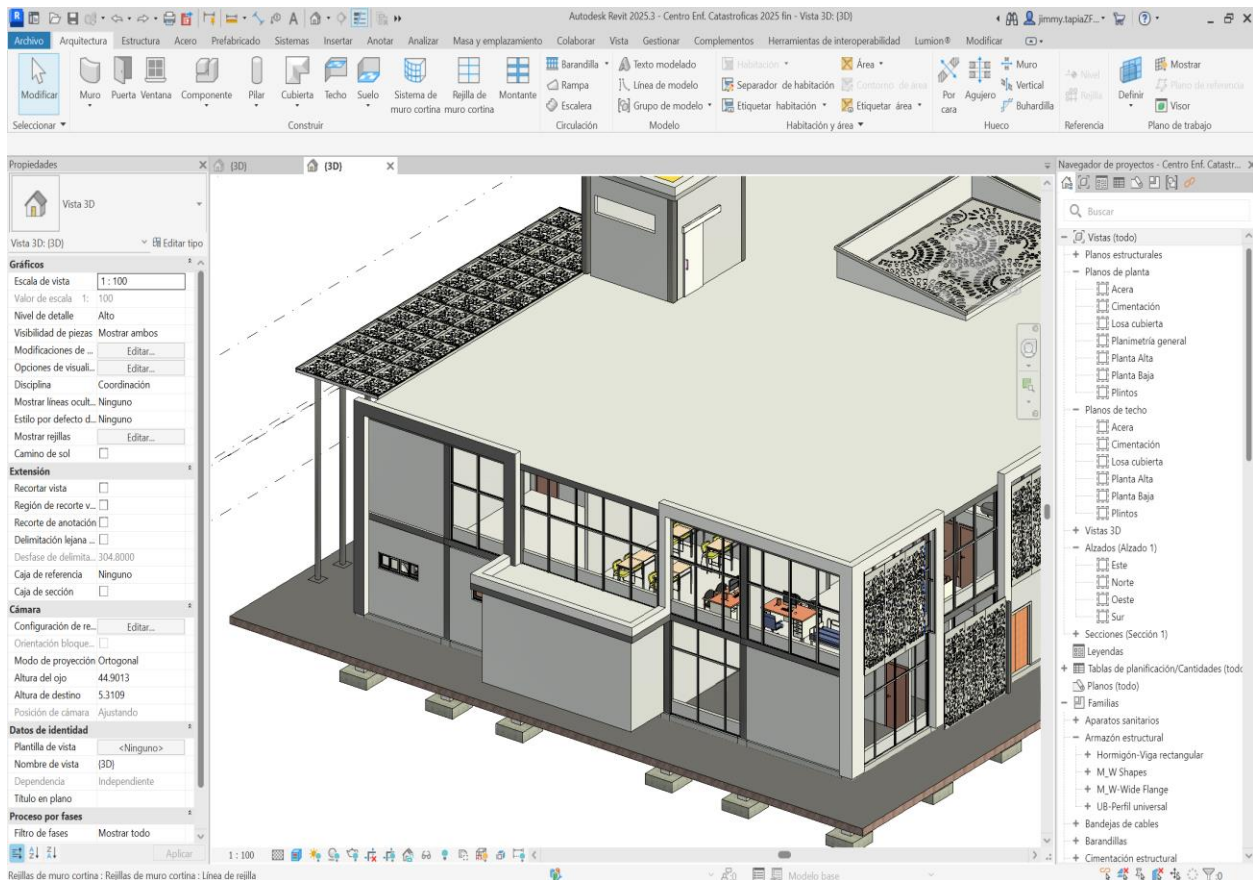 Autodesk Revit 2025.3 - Centro Enf. Catastroficas 2025 fin - Vista 3D: {3D}
jimmy.tapiaZF...
Archivo Arquitectura Estructura Acero Prefabricado Sistemas Insertar Anotar Analizar Masa y emplazamiento Colaborar Vista Gestionar Complementos Herramientas de interoperabilidad Lumion® Modificar
Modificar
Muro Puerta Ventana Componente Pilar Cubierta Techo Suelo Sistema de muro cortina Rejilla de muro cortina Montante
Barandilla
Rampa
Escalera
Texto modelado
Línea de modelo
Grupo de modelo
Habitación
Separador de habitación
Etiquetar habitación
Área
Contorno de área
Etiquetar área
Por cara
Agujero
Muro
Vertical
Buhardilla
Nivel
Rejilla
Definir
Mostrar
Plano de referencia
Visor
Seleccionar Construir Circulación Modelo Habitación y área Hueco Referencia Plano de trabajo
Propiedades
Vista 3D
Vista 3D: {3D} Editar tipo
Gráficos
Escala de vista 1 : 100
Valor de escala 1: 100
Nivel de detalle Alto
Visibilidad de piezas Mostrar ambos
Modificaciones de ... Editar...
Opciones de visuali... Editar...
Disciplina Coordinación
Mostrar líneas ocult... Ninguno
Estilo por defecto d... Ninguno
Mostrar rejillas Editar...
Camino de sol
Extensión
Recortar vista
Región de recorte v...
Recorte de anotación
Delimitación lejana ...
Desfase de delimita... 304.8000
Caja de referencia Ninguno
Caja de sección
Cámara
Configuración de re... Editar...
Orientación bloque...
Modo de proyección Ortogonal
Altura del ojo 44.9013
Altura de destino 5.3109
Posición de cámara Ajustando
Datos de identidad
Plantilla de vista <Ninguno>
Nombre de vista {3D}
Dependencia Independiente
Título en plano
Proceso por fases
Filtro de fases Mostrar todo
Aplicar
{3D} {3D}
1 : 100
Navegador de proyectos - Centro Enf. Catastr...
Buscar
Vistas (todo)
Planos estructurales
Planos de planta
Acera
Cimentación
Losa cubierta
Planimetría general
Planta Alta
Planta Baja
Plintos
Planos de techo
Acera
Cimentación
Losa cubierta
Planta Alta
Planta Baja
Plintos
Vistas 3D
Alzados (Alzado 1)
Este
Norte
Oeste
Sur
Secciones (Sección 1)
Leyendas
Tablas de planificación/Cantidades (todo
Planos (todo)
Familias
Aparatos sanitarios
Armazón estructural
Hormigón-Viga rectangular
M_W Shapes
M_W-Wide Flange
UB-Perfil universal
Bandejas de cables
Barandillas
Cimentación estructural
Rejillas de muro cortina : Rejillas de muro cortina : Línea de rejilla
:0
Modelo base
:0